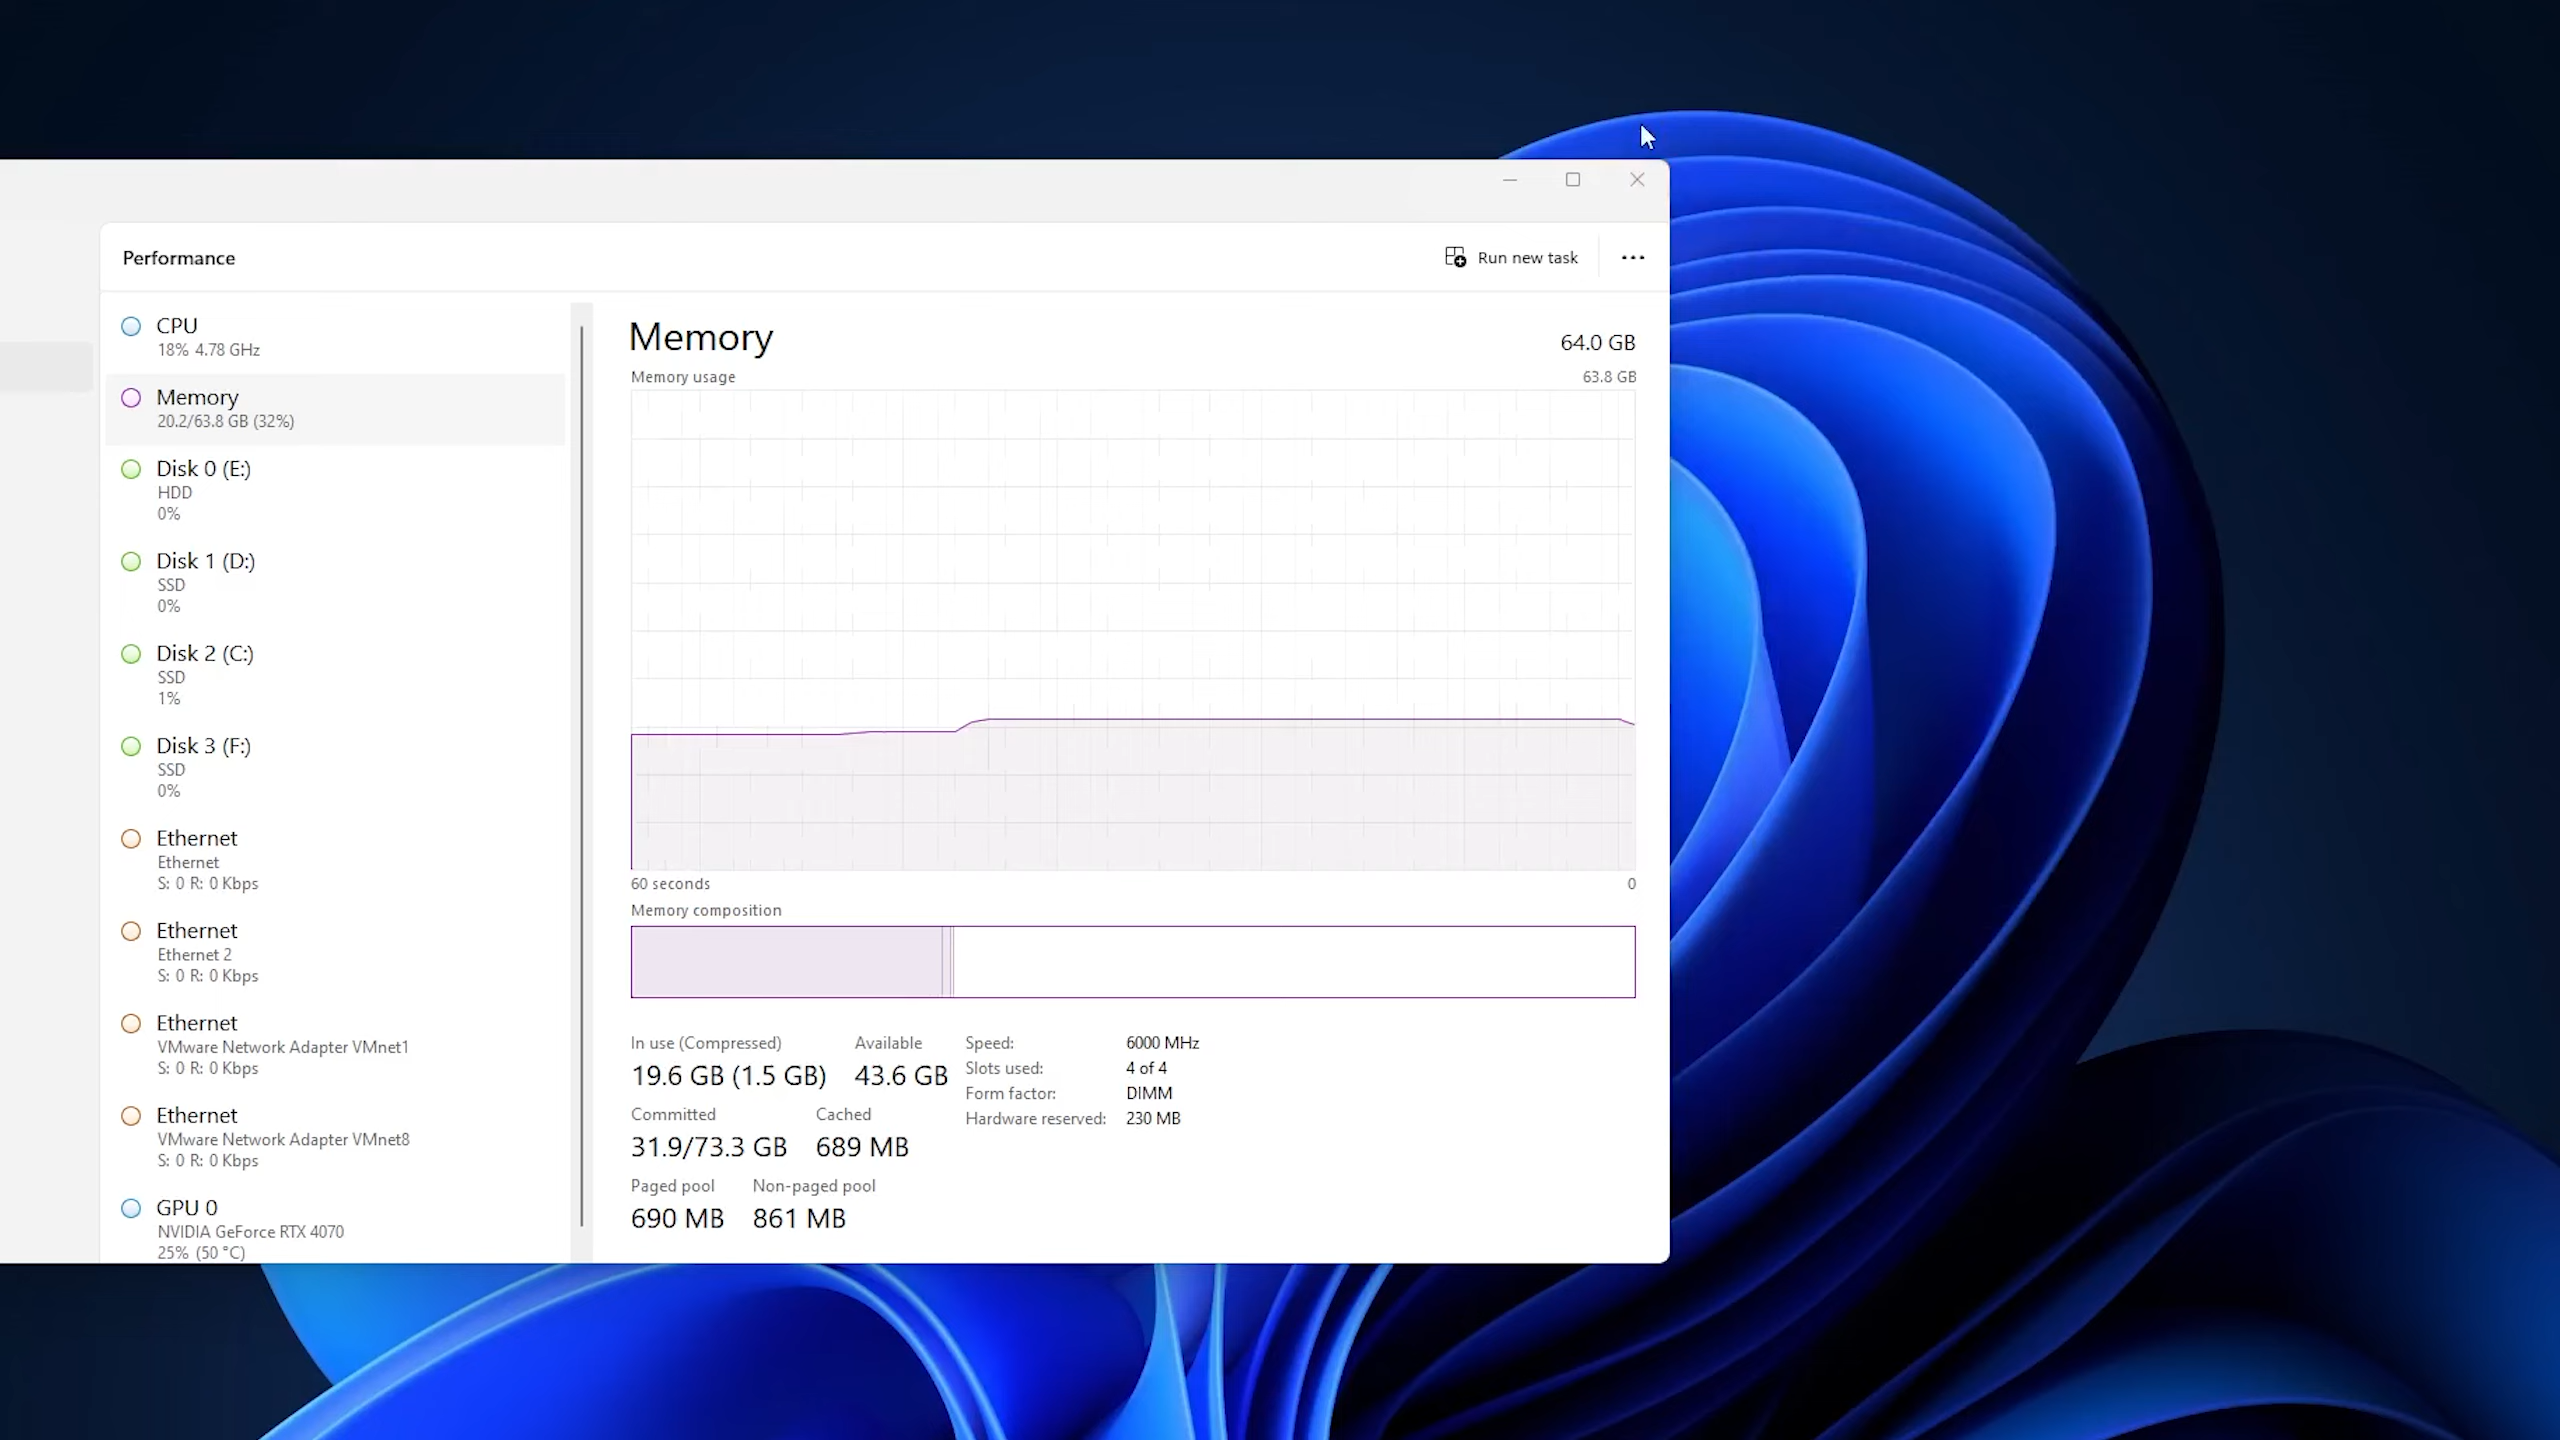 Performance
Run new task
CPU
18% 4.78 GHz
Memory
20.2/63.8 GB (32%)
Disk 0 (E:)
HDD
0%
Disk 1 (D:)
SSD
0%
Disk 2 (C:)
SSD
1%
Disk 3 (F:)
SSD
0%
Ethernet
Ethernet
S: 0 R: 0 Kbps
Ethernet
Ethernet 2
S: 0 R: 0 Kbps
Ethernet
VMware Network Adapter VMnet1
S: 0 R: 0 Kbps
Ethernet
VMware Network Adapter VMnet8
S: 0 R: 0 Kbps
GPU 0
NVIDIA GeForce RTX 4070
25% (50 °C)
Memory
64.0 GB
Memory usage
63.8 GB
60 seconds
0
Memory composition
In use (Compressed)
19.6 GB (1.5 GB)
Available
43.6 GB
Committed
31.9/73.3 GB
Cached
689 MB
Paged pool
690 MB
Non-paged pool
861 MB
Speed: 6000 MHz
Slots used: 4 of 4
Form factor: DIMM
Hardware reserved: 230 MB